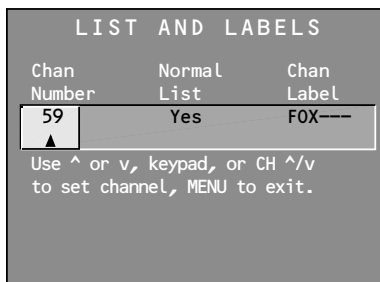 LIST AND LABELS
Chan Normal Chan
Number List Label
59 Yes FOX---
Use ^ or v, keypad, or CH ^/v
to set channel, MENU to exit.